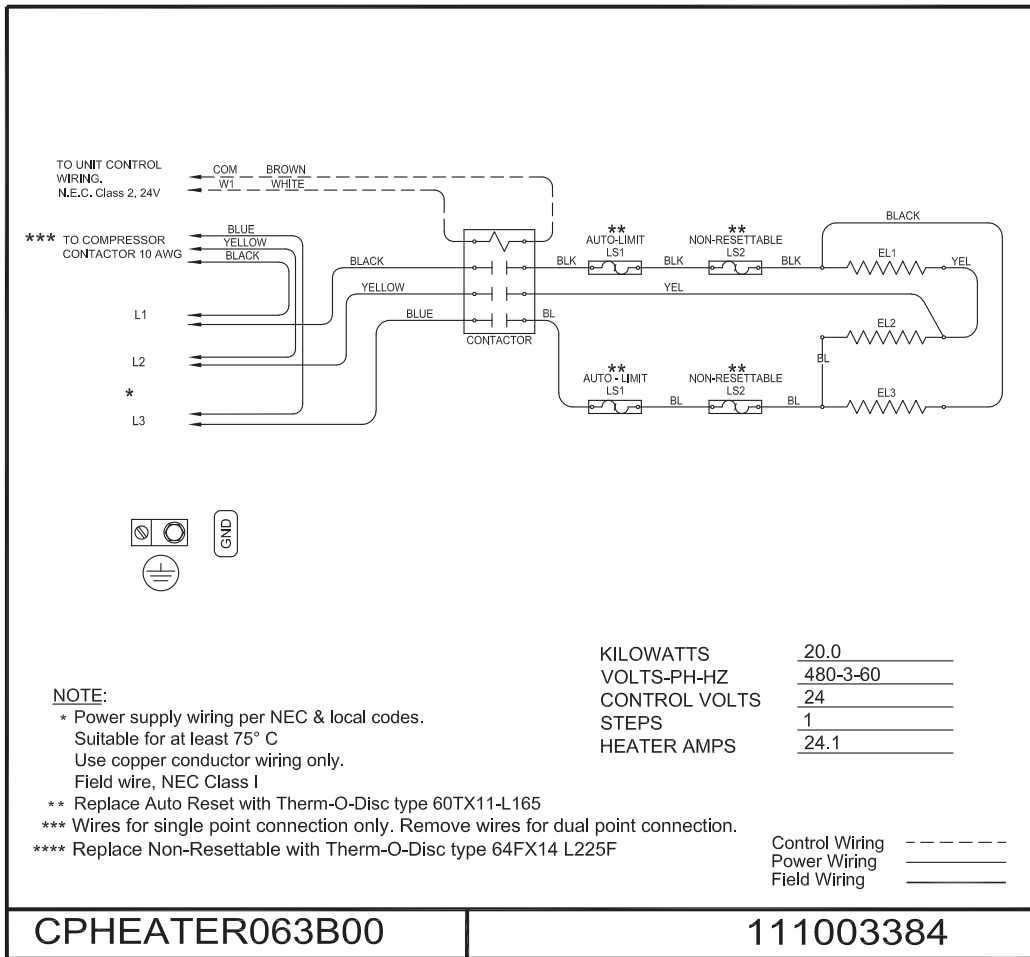 TO UNIT CONTROL
WIRING.
N.E.C. Class 2, 24V
COM BROWN
W1 WHITE
*** TO COMPRESSOR
CONTACTOR 10 AWG
BLUE
YELLOW
BLACK
L1
L2
*
L3
BLACK
YELLOW
BLUE
CONTACTOR
BLK
**
AUTO-LIMIT
LS1
BLK
**
NON-RESETTABLE
LS2
BLK
BLACK
EL1
YEL
YEL
EL2
BL
BL
**
AUTO - LIMIT
LS1
BL
**
NON-RESETTABLE
LS2
BL
EL3
GND
KILOWATTS 20.0
VOLTS-PH-HZ 480-3-60
CONTROL VOLTS 24
STEPS 1
HEATER AMPS 24.1
NOTE:
* Power supply wiring per NEC & local codes.
Suitable for at least 75° C
Use copper conductor wiring only.
Field wire, NEC Class I
** Replace Auto Reset with Therm-O-Disc type 60TX11-L165
*** Wires for single point connection only. Remove wires for dual point connection.
**** Replace Non-Resettable with Therm-O-Disc type 64FX14 L225F
Control Wiring
Power Wiring
Field Wiring
CPHEATER063B00
111003384